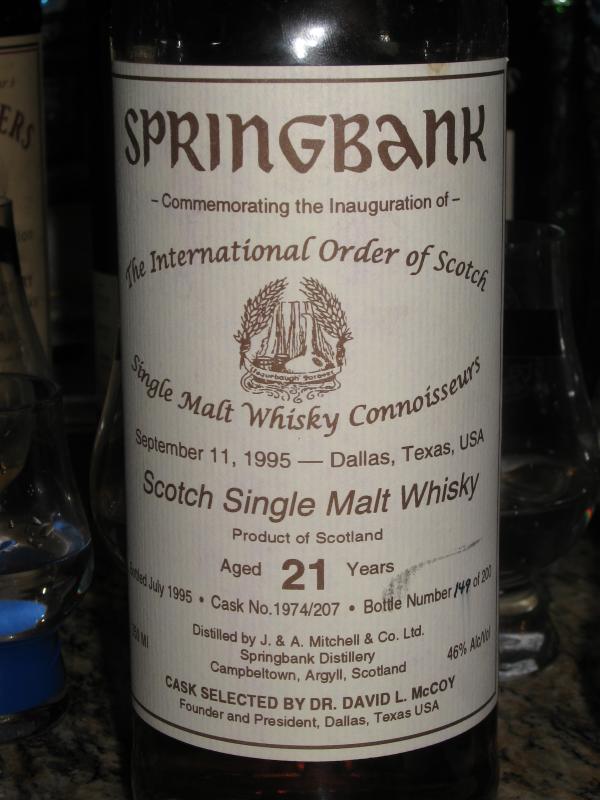 SPRINGBANK
– Commemorating the Inauguration of –
The International Order of Scotch
Single Malt Whisky Connoisseurs
September 11, 1995 — Dallas, Texas, USA
Scotch Single Malt Whisky
Product of Scotland
Aged 21 Years
July 1995 • Cask No.1974/207 • Bottle Number 149 of 200
Ml
46% Alc/Vol
Distilled by J. & A. Mitchell & Co. Ltd.
Springbank Distillery
Campbeltown, Argyll, Scotland
CASK SELECTED BY DR. DAVID L. McCOY
Founder and President, Dallas, Texas USA
ERS